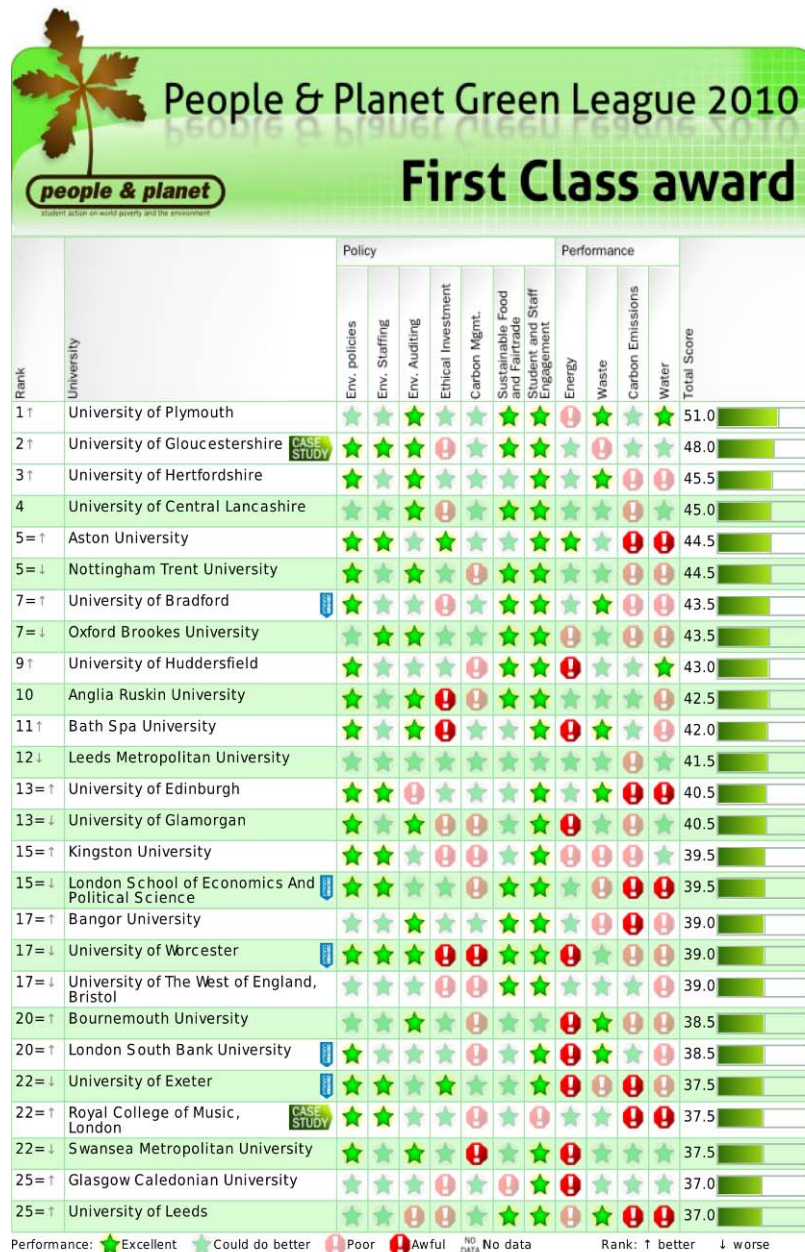 People & Planet Green League 2010
First Class award
people & planet
student action on world poverty and the environment
Policy
Performance
Rank
University
Env. policies
Env. Staffing
Env. Auditing
Ethical Investment
Carbon Mgmt.
Sustainable Food
and Fairtrade
Student and Staff
Engagement
Energy
Waste
Carbon Emissions
Water
Total Score
1↑ University of Plymouth 51.0
2↑ University of Gloucestershire CASE STUDY 48.0
3↑ University of Hertfordshire 45.5
4 University of Central Lancashire 45.0
5=↑ Aston University 44.5
5=↓ Nottingham Trent University 44.5
7=↑ University of Bradford 43.5
7=↓ Oxford Brookes University 43.5
9↑ University of Huddersfield 43.0
10 Anglia Ruskin University 42.5
11↑ Bath Spa University 42.0
12↓ Leeds Metropolitan University 41.5
13=↑ University of Edinburgh 40.5
13=↓ University of Glamorgan 40.5
15=↑ Kingston University 39.5
15=↓ London School of Economics And 39.5
Political Science
17=↑ Bangor University 39.0
17=↓ University of Worcester 39.0
17=↓ University of The West of England, 39.0
Bristol
20=↑ Bournemouth University 38.5
20=↑ London South Bank University 38.5
22=↓ University of Exeter 37.5
22=↑ Royal College of Music, CASE STUDY 37.5
London
22=↓ Swansea Metropolitan University 37.5
25=↑ Glasgow Caledonian University 37.0
25=↑ University of Leeds 37.0
Performance: Excellent Could do better Poor Awful NO DATA No data Rank: ↑ better ↓ worse